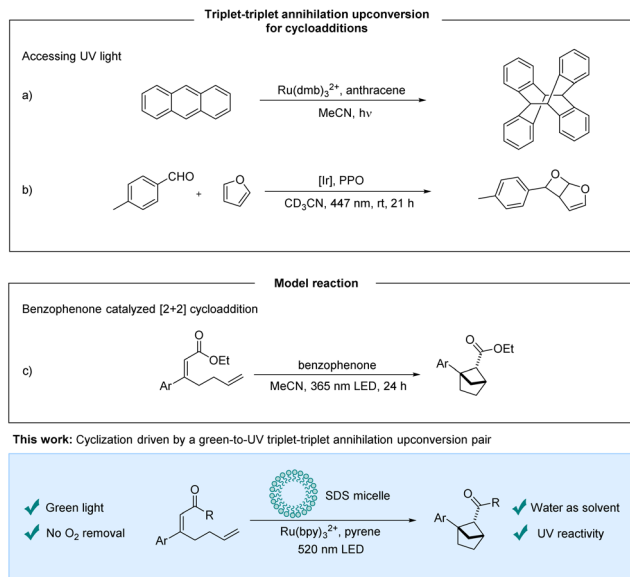 Triplet-triplet annihilation upconversion
for cycloadditions
Accessing UV light
a)
Ru(dmb)₃²⁺, anthracene
MeCN, hν
b)
CHO
+
O
[Ir], PPO
CD₃CN, 447 nm, rt, 21 h
O
O
Model reaction
Benzophenone catalyzed [2+2] cycloaddition
c)
O
OEt
Ar
benzophenone
MeCN, 365 nm LED, 24 h
O
OEt
Ar
This work: Cyclization driven by a green-to-UV triplet-triplet annihilation upconversion pair
Green light
No O₂ removal
O
R
Ar
SDS micelle
Ru(bpy)₃²⁺, pyrene
520 nm LED
O
R
Ar
Water as solvent
UV reactivity